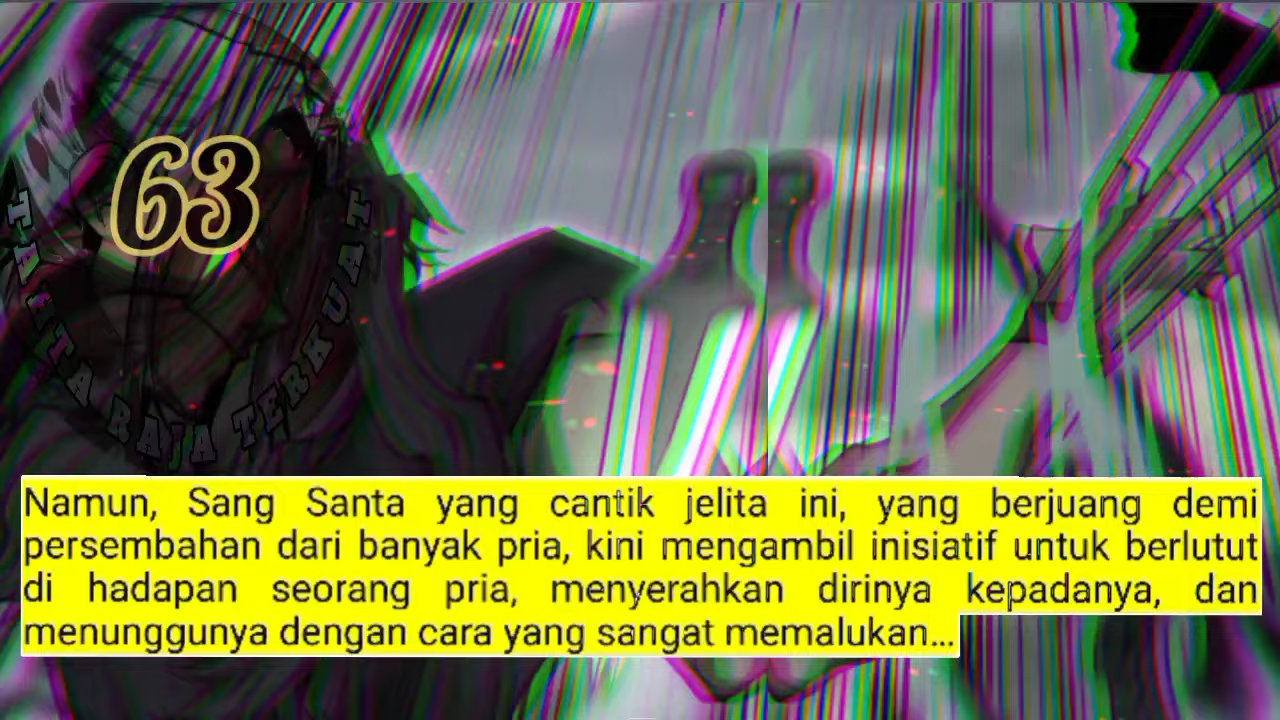 63
TAHTA RAJA TERKUAT
Namun, Sang Santa yang cantik jelita ini, yang berjuang demi
persembahan dari banyak pria, kini mengambil inisiatif untuk berlutut
di hadapan seorang pria, menyerahkan dirinya kepadanya, dan
menunggunya dengan cara yang sangat memalukan...